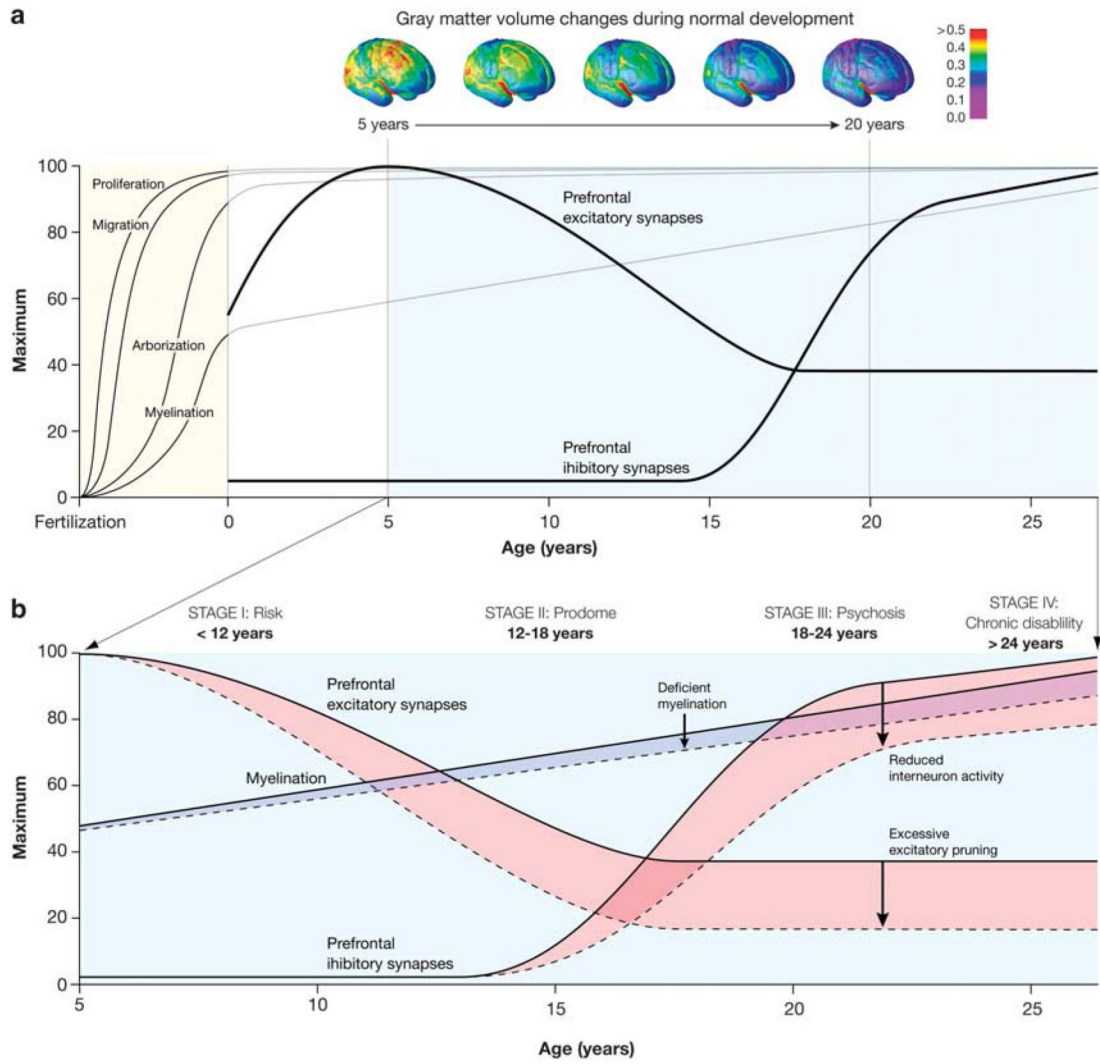 a
Gray matter volume changes during normal development
>0.5
0.4
0.3
0.2
0.1
0.0
5 years
20 years
100
80
60
40
20
0
Maximum
Proliferation
Migration
Arborization
Myelination
Prefrontal
excitatory synapses
Prefrontal
ihibitory synapses
Fertilization
0
5
10
15
20
25
Age (years)
b
STAGE I: Risk
< 12 years
STAGE II: Prodome
12-18 years
STAGE III: Psychosis
18-24 years
STAGE IV:
Chronic disablility
> 24 years
100
80
60
40
20
0
Maximum
Prefrontal
excitatory synapses
Deficient
myelination
Myelination
Reduced
interneuron activity
Excessive
excitatory pruning
Prefrontal
ihibitory synapses
5
10
15
20
25
Age (years)